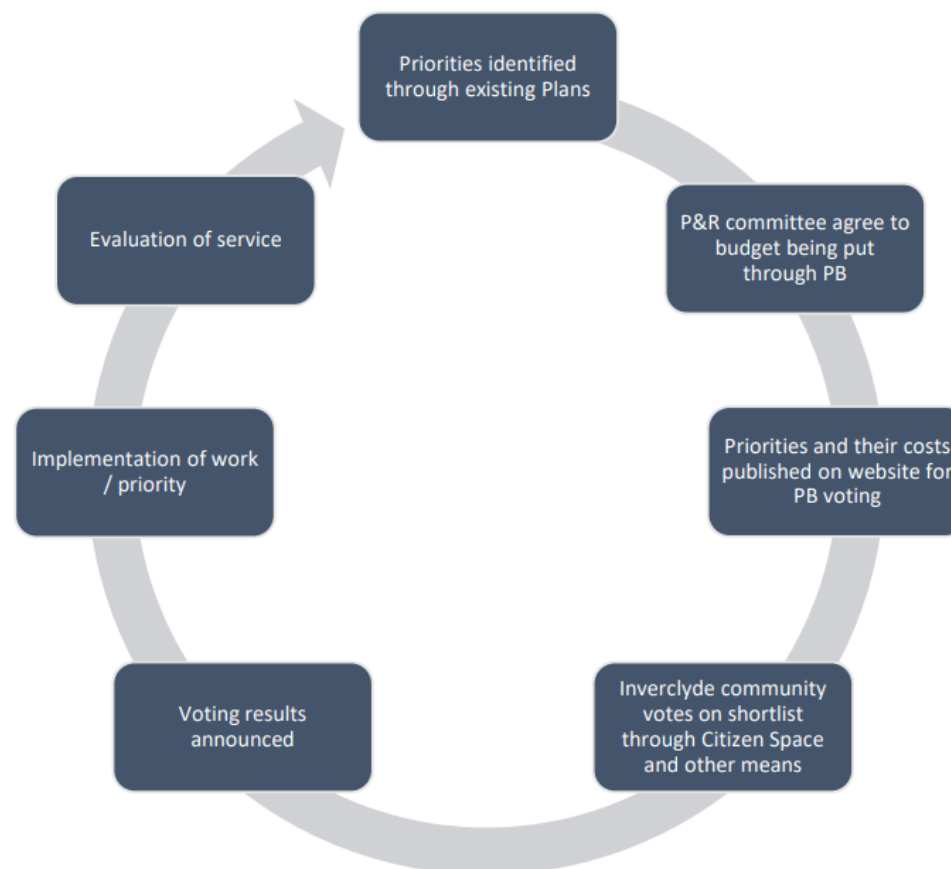 Priorities identified
through existing Plans
P&R committee agree to
budget being put
through PB
Priorities and their costs
published on website for
PB voting
Inverclyde community
votes on shortlist
through Citizen Space
and other means
Voting results
announced
Implementation of work
/ priority
Evaluation of service